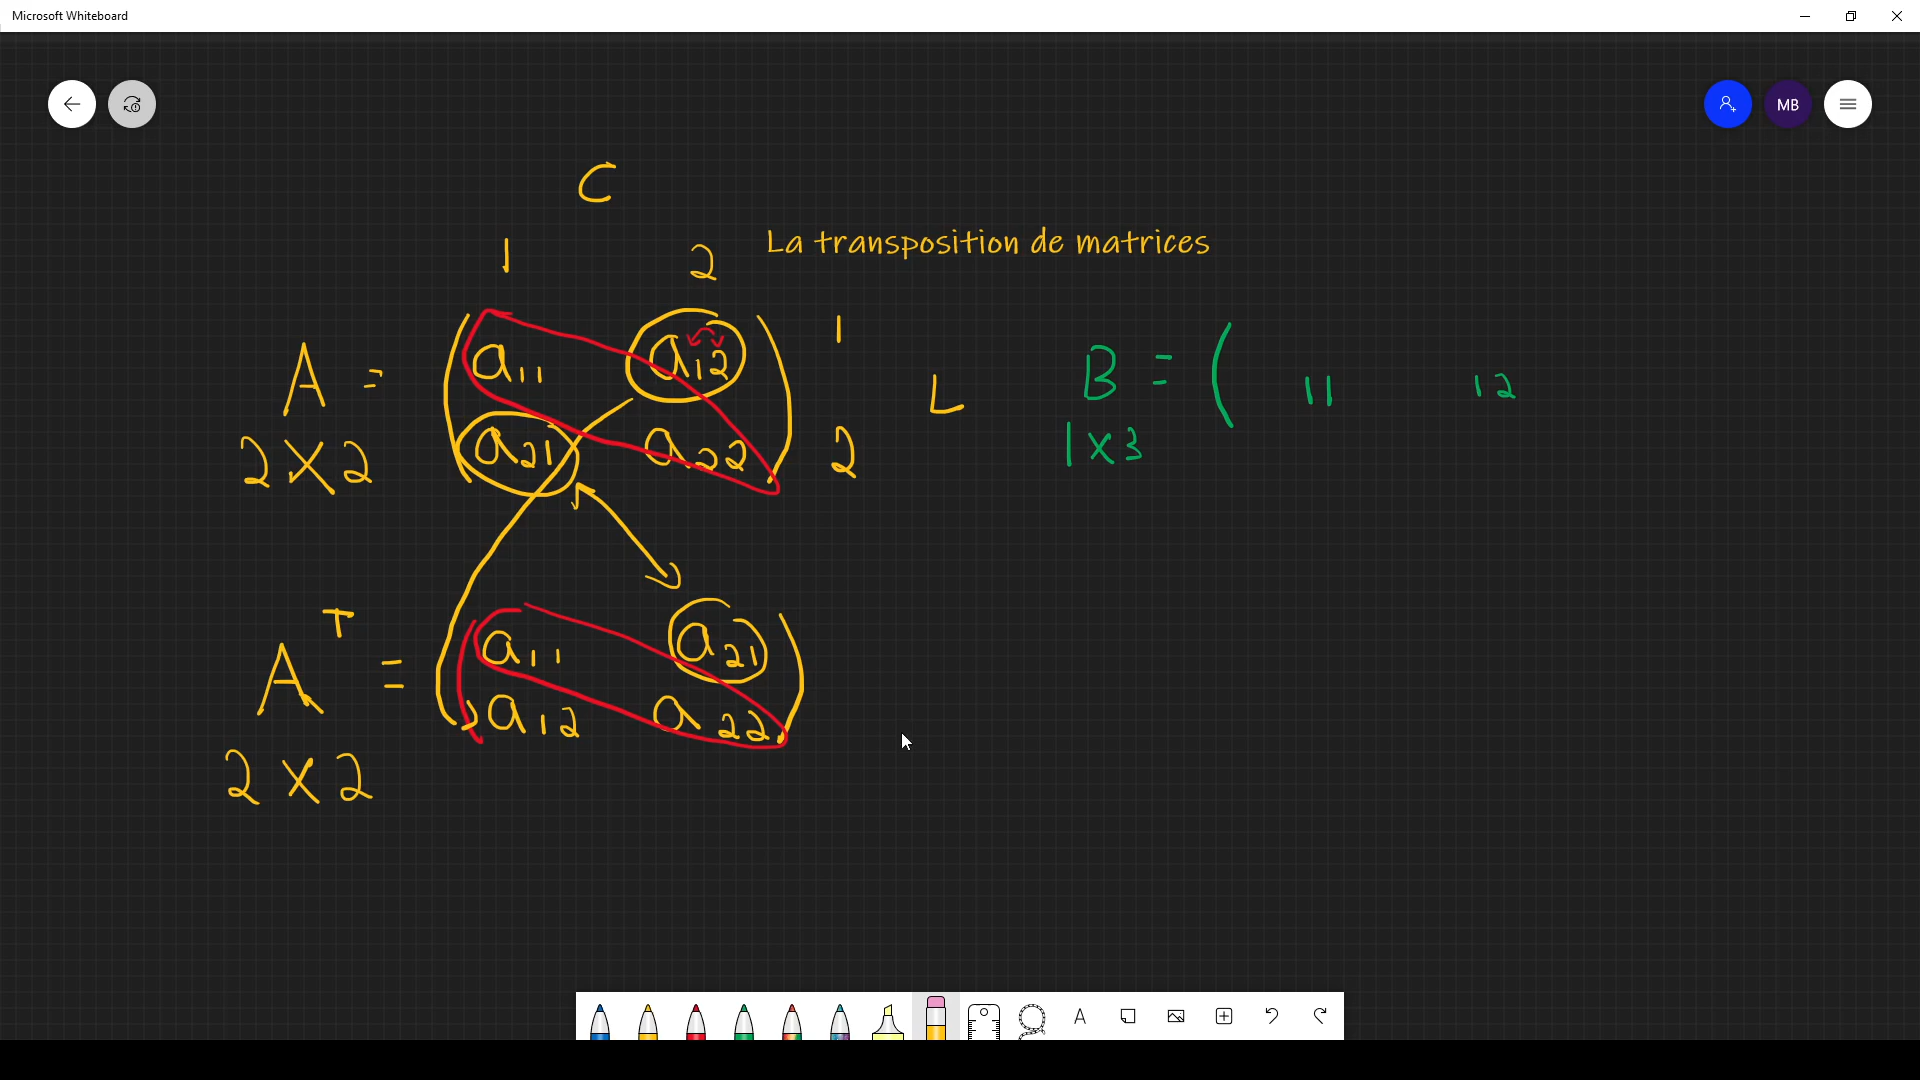 Microsoft Whiteboard
MB
C
La transposition de matrices
1 2
A = ( a11 a12 ) 1
2x2 ( a21 a22 ) 2
L
B = ( 11 12
1x3
A^T = ( a11 a21 )
2x2 ( a12 a22 )
A